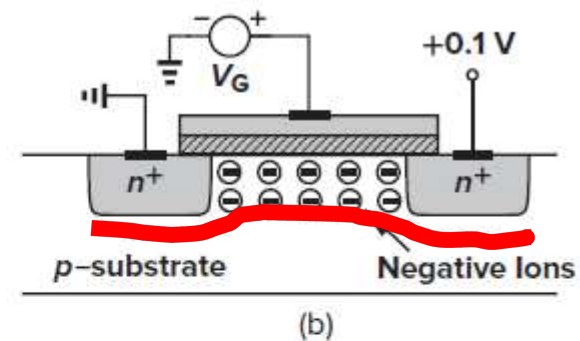 − +
V_G
+0.1 V
n+ n+
p–substrate
Negative Ions
(b)